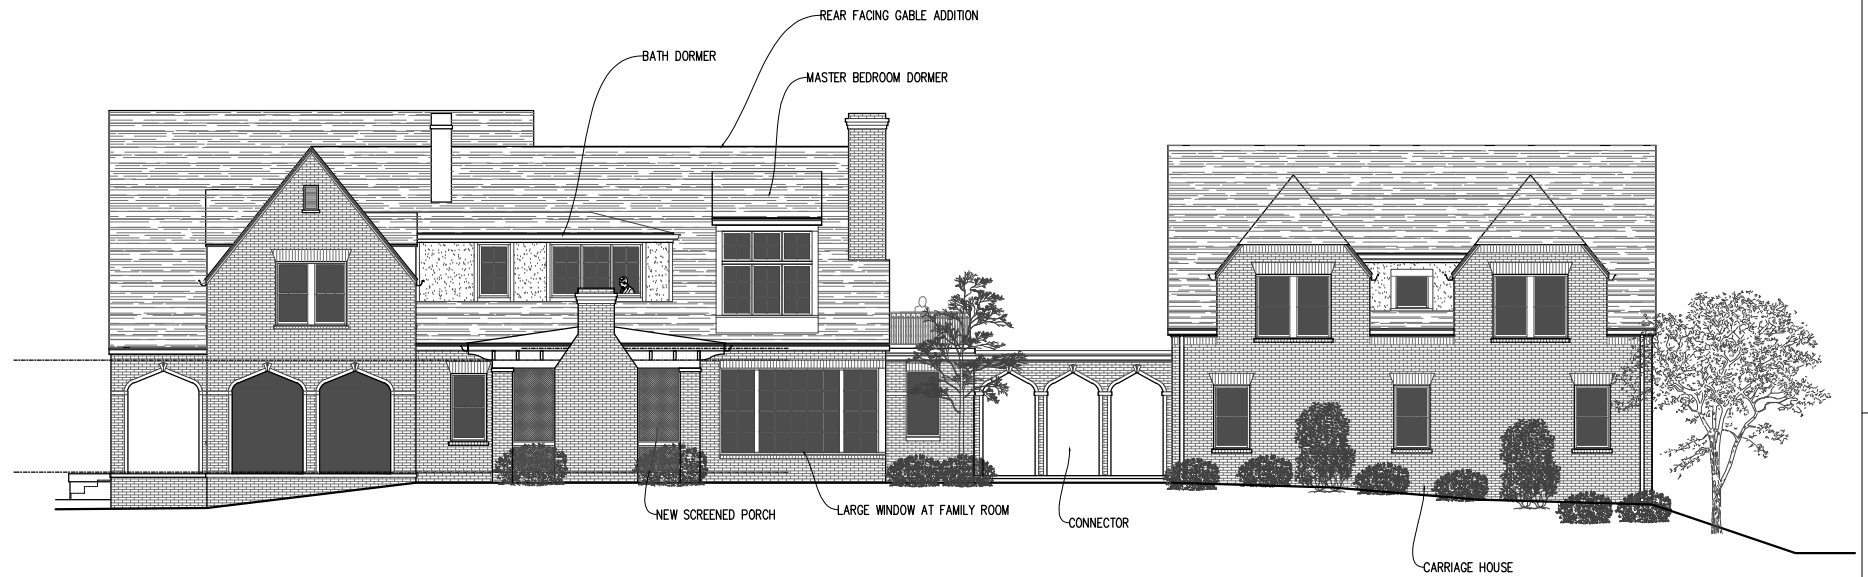 REAR FACING GABLE ADDITION
BATH DORMER
MASTER BEDROOM DORMER
NEW SCREENED PORCH
LARGE WINDOW AT FAMILY ROOM
CONNECTOR
CARRIAGE HOUSE